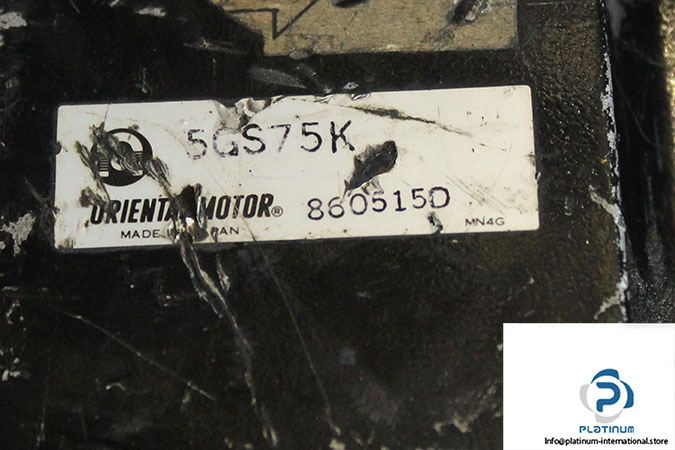 5GS75K
ORIENTAL MOTOR®
860515D
MADE IN JAPAN
MN4G
PLATINUM
Info@platinum-international.store